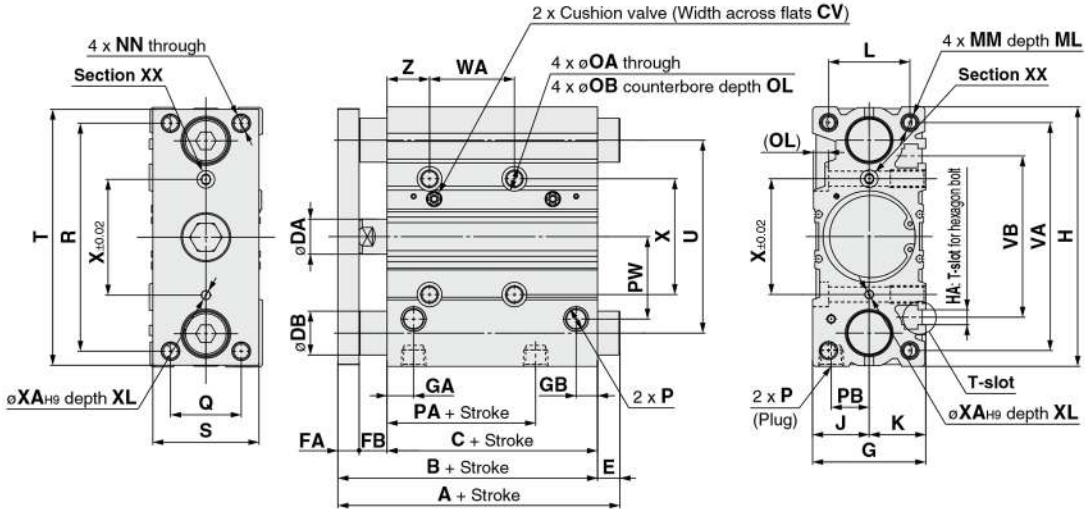 2 x Cushion valve (Width across flats CV)
4 x NN through
Section XX
Z
WA
4 x øOA through
4 x øOB counterbore depth OL
L
4 x MM depth ML
Section XX
(OL)
T
R
X±0.02
øDA
øDB
PW
X
U
X±0.02
HA: T-slot for hexagon bolt
VB
VA
H
øXAH9 depth XL
Q
S
GA
GB
2 x P
PA + Stroke
FA
FB
C + Stroke
B + Stroke
E
A + Stroke
2 x P
(Plug)
PB
J
K
G
T-slot
øXAH9 depth XL